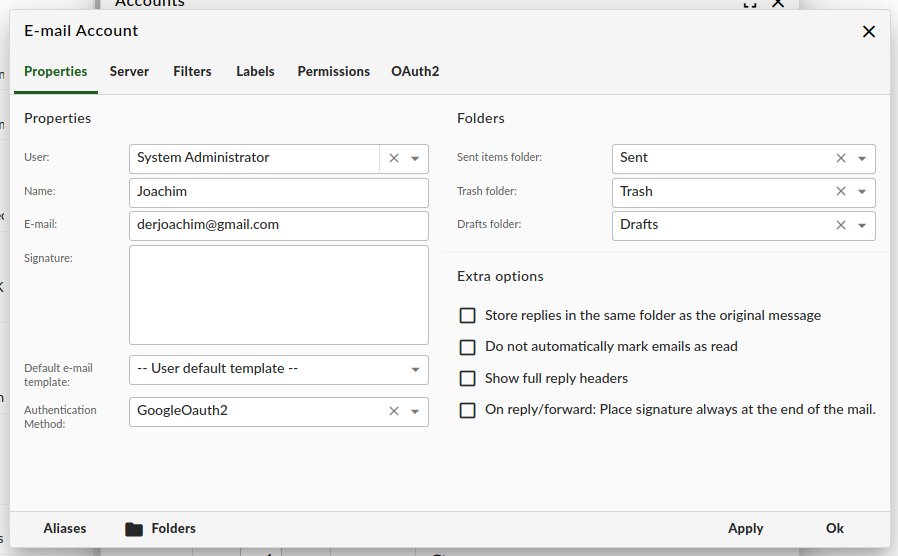 Accounts
E-mail Account
Properties Server Filters Labels Permissions OAuth2
Properties
User: System Administrator
Name: Joachim
E-mail: derjoachim@gmail.com
Signature:
Default e-mail
template: -- User default template --
Authentication
Method: GoogleOauth2
Folders
Sent items folder: Sent
Trash folder: Trash
Drafts folder: Drafts
Extra options
Store replies in the same folder as the original message
Do not automatically mark emails as read
Show full reply headers
On reply/forward: Place signature always at the end of the mail.
Aliases Folders Apply Ok